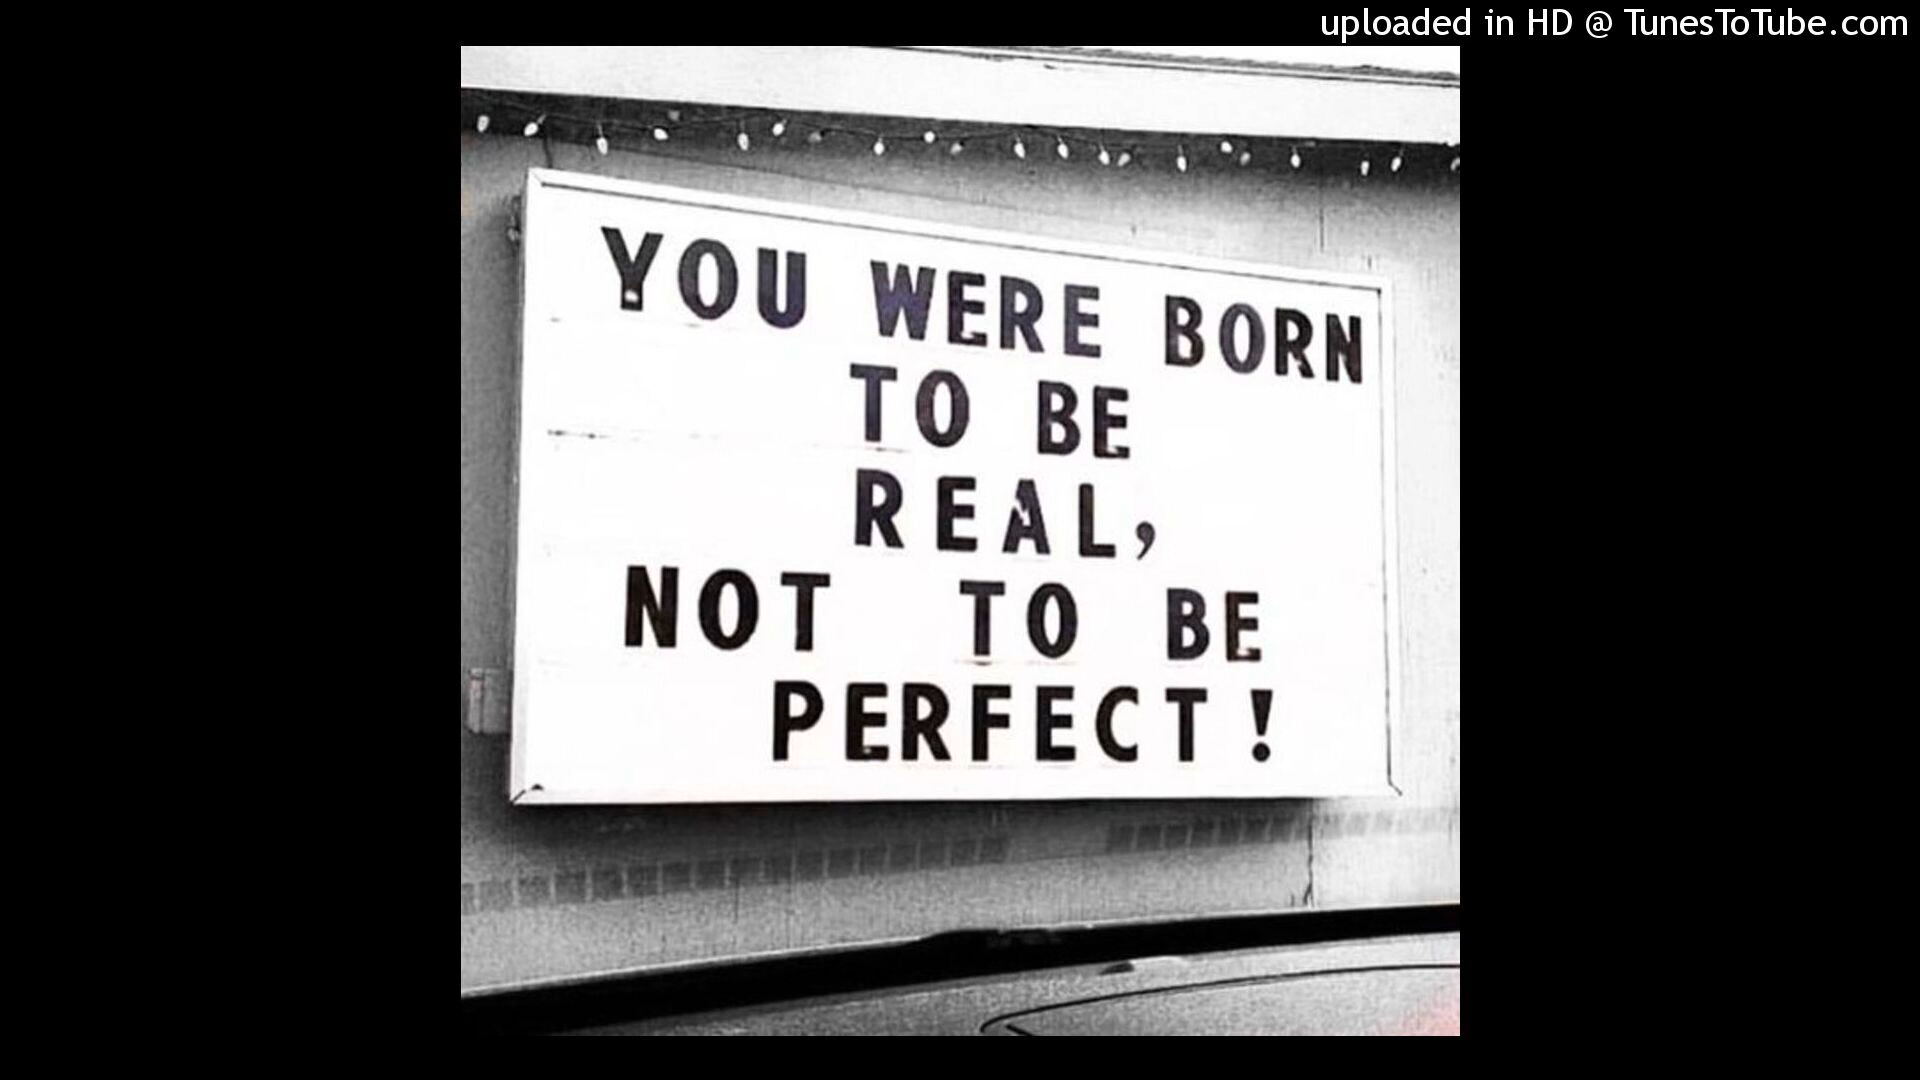 uploaded in HD @ TunesToTube.com
YOU WERE BORN
TO BE
REAL,
NOT TO BE
PERFECT!